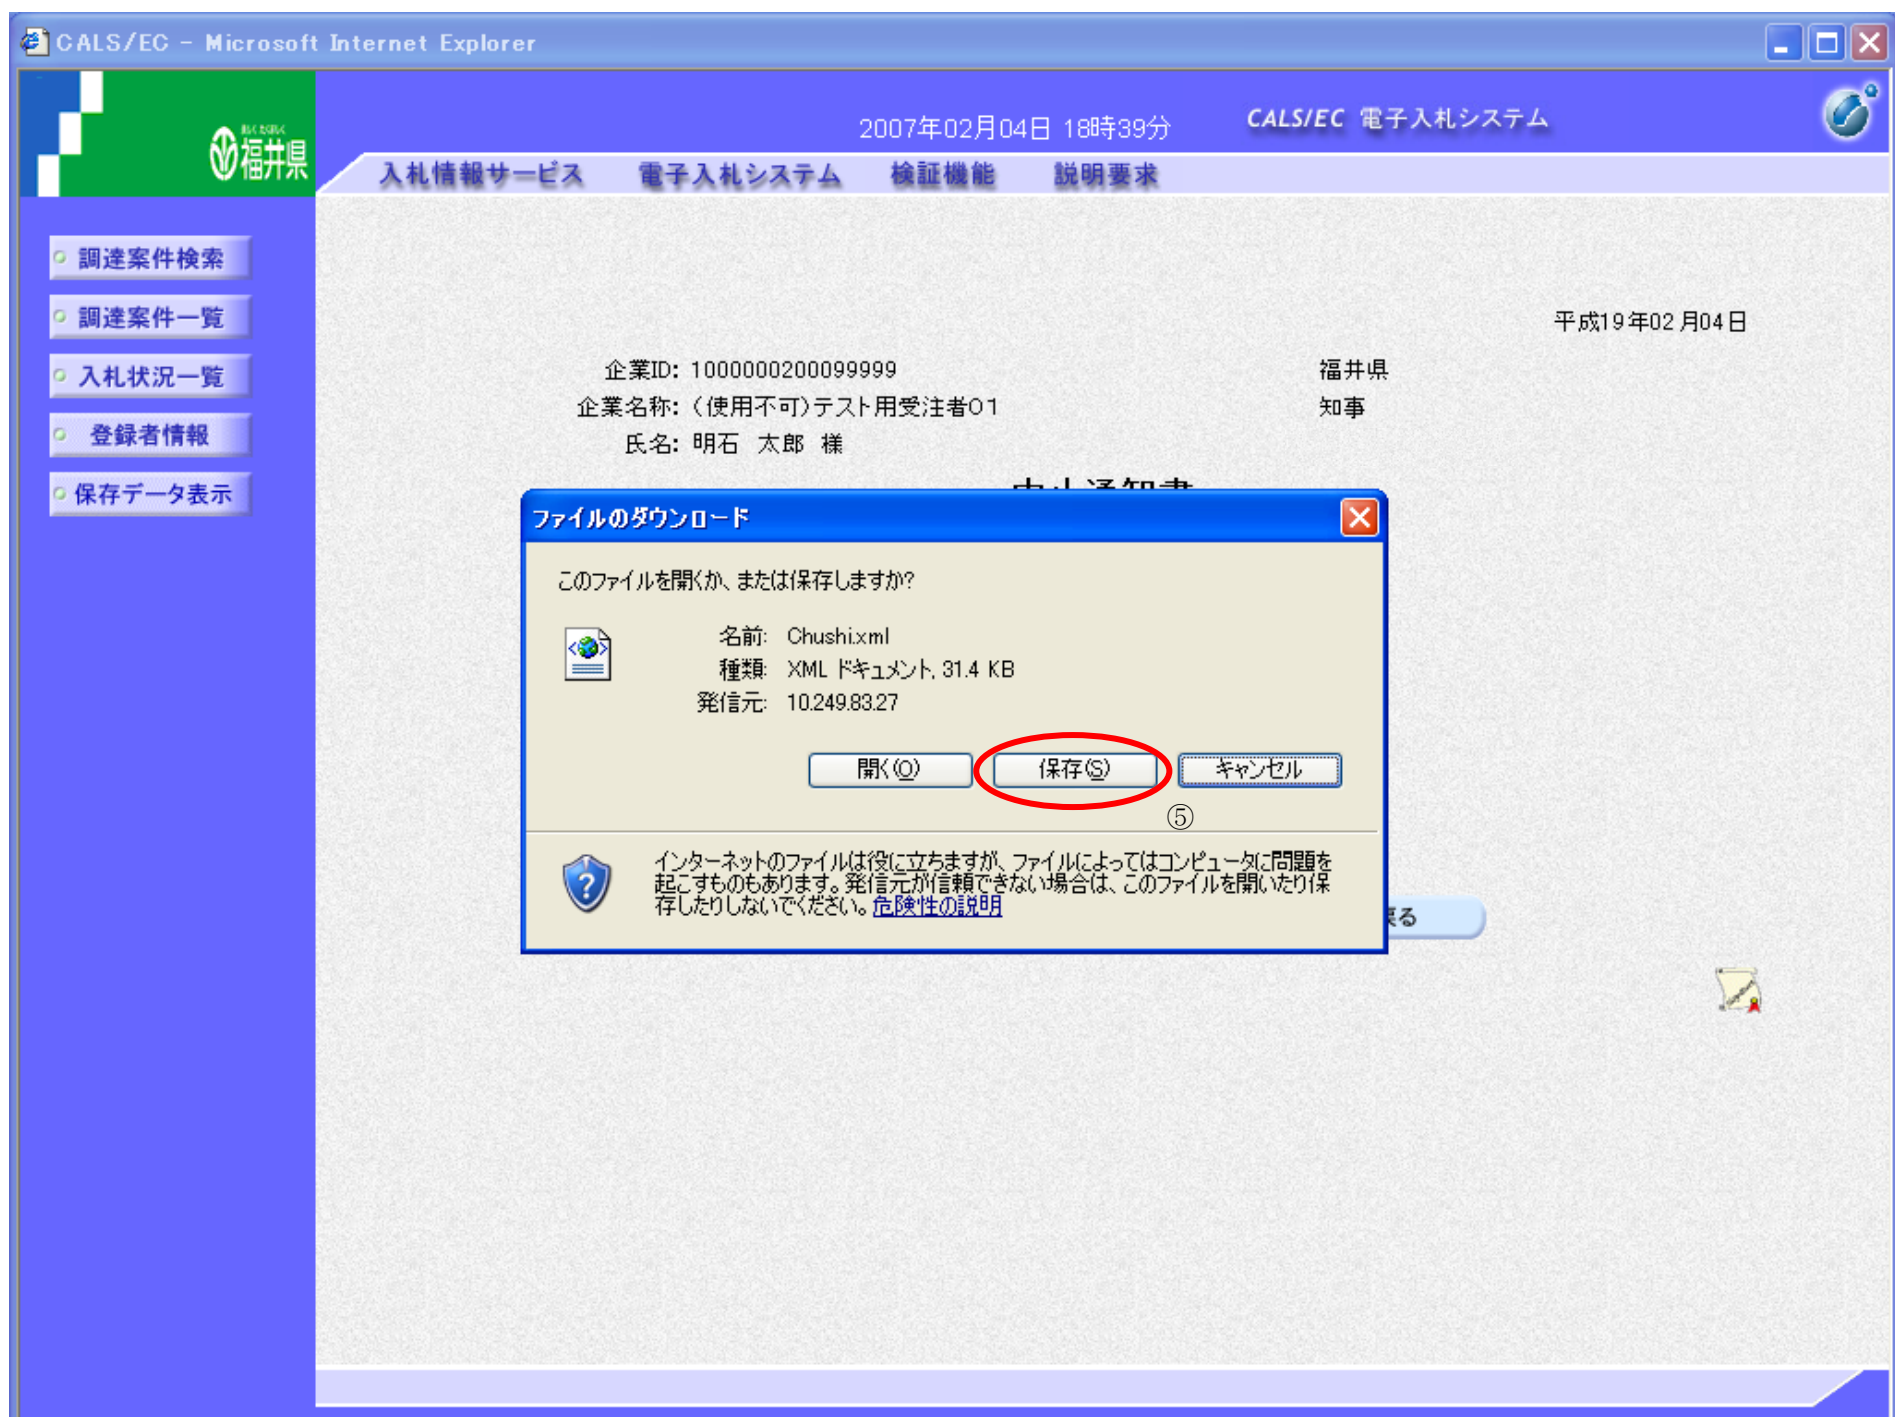 CALS/EC - Microsoft Internet Explorer
福井県
2007年02月04日 18時39分
CALS/EC 電子入札システム
入札情報サービス 電子入札システム 検証機能 説明要求
調達案件検索
調達案件一覧
入札状況一覧
登録者情報
保存データ表示
平成19年02月04日
企業ID: 1000000200099999
企業名称: (使用不可)テスト用受注者01
氏名: 明石 太郎 様
福井県
知事
中止通知書
ファイルのダウンロード
このファイルを開くか、または保存しますか?
名前: Chushi.xml
種類: XML ドキュメント, 31.4 KB
発信元: 10.249.83.27
開く(O) 保存(S) キャンセル
⑤
インターネットのファイルは役に立ちますが、ファイルによってはコンピュータに問題を
起こすものもあります。発信元が信頼できない場合は、このファイルを開いたり保
存したりしないでください。危険性の説明
戻る